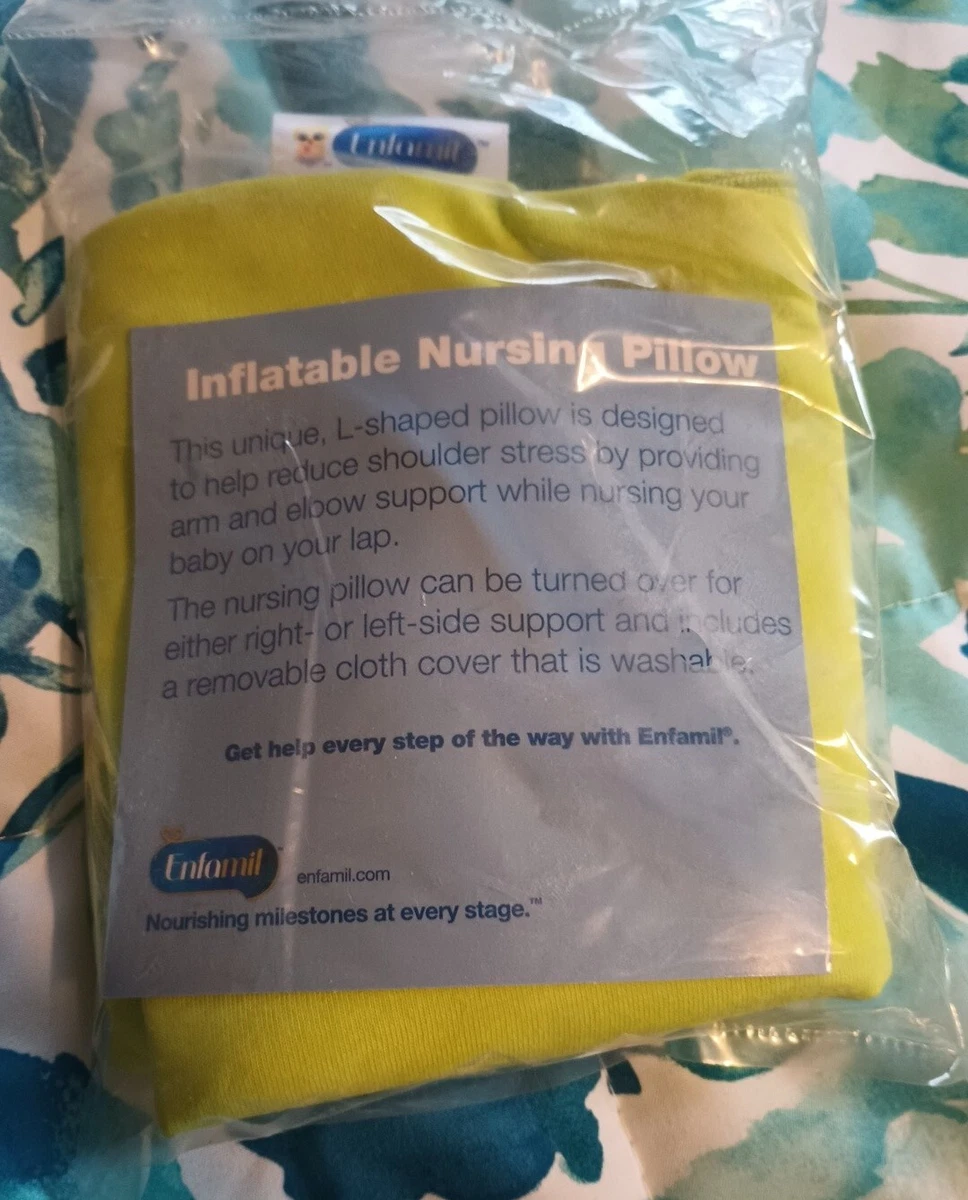 Enfamil™
Inflatable Nursing Pillow
This unique, L-shaped pillow is designed
to help reduce shoulder stress by providing
arm and elbow support while nursing your
baby on your lap.
The nursing pillow can be turned over for
either right- or left-side support and includes
a removable cloth cover that is washable.
Get help every step of the way with Enfamil®.
Enfamil™
enfamil.com
Nourishing milestones at every stage.™